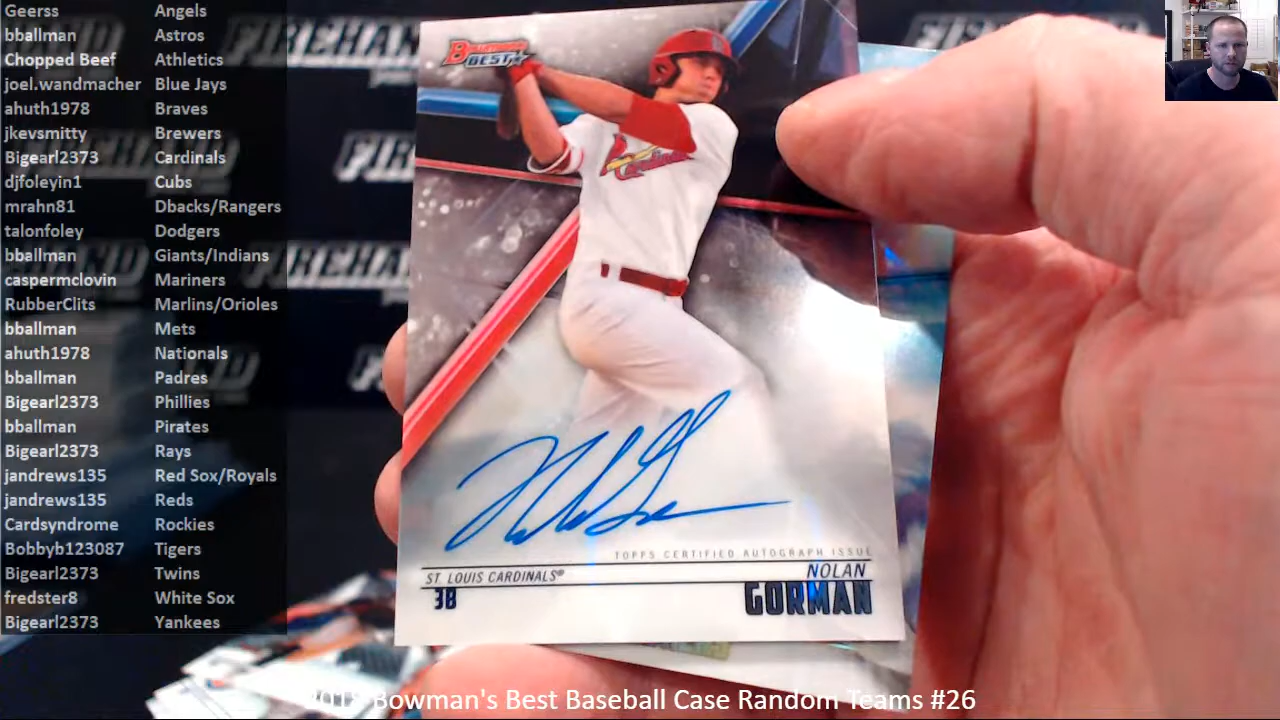 Geerss Angels
bballman Astros
Chopped Beef Athletics
joel.wandmacher Blue Jays
ahuth1978 Braves
jkevsmitty Brewers
Bigearl2373 Cardinals
djfoleyin1 Cubs
mrahn81 Dbacks/Rangers
talonfoley Dodgers
bballman Giants/Indians
caspermclovin Mariners
RubberClits Marlins/Orioles
bballman Mets
ahuth1978 Nationals
bballman Padres
Bigearl2373 Phillies
bballman Pirates
Bigearl2373 Rays
jandrews135 Red Sox/Royals
jandrews135 Reds
Cardsyndrome Rockies
Bobbyb123087 Tigers
Bigearl2373 Twins
fredster8 White Sox
Bigearl2373 Yankees
BOWMAN'S
BEST
Cardinals
TOPPS CERTIFIED AUTOGRAPH ISSUE
ST. LOUIS CARDINALS® NOLAN
3B GORMAN
2018 Bowman's Best Baseball Case Random Teams #26